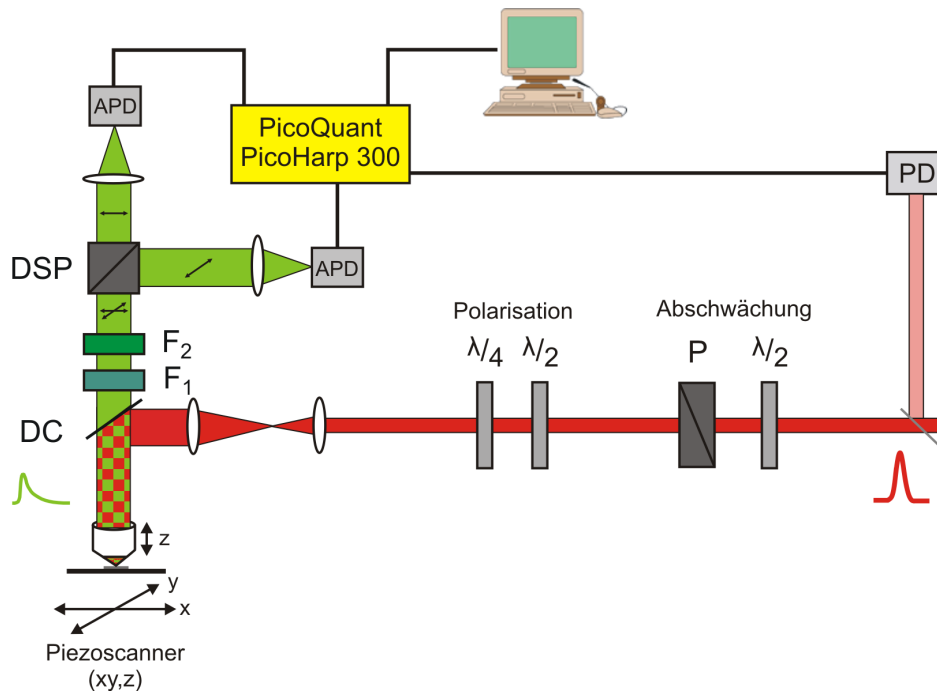 APD
PicoQuant
PicoHarp 300
PD
DSP
APD
F2
F1
Polarisation
λ/4 λ/2
Abschwächung
P λ/2
DC
z
y
x
Piezoscanner
(xy,z)